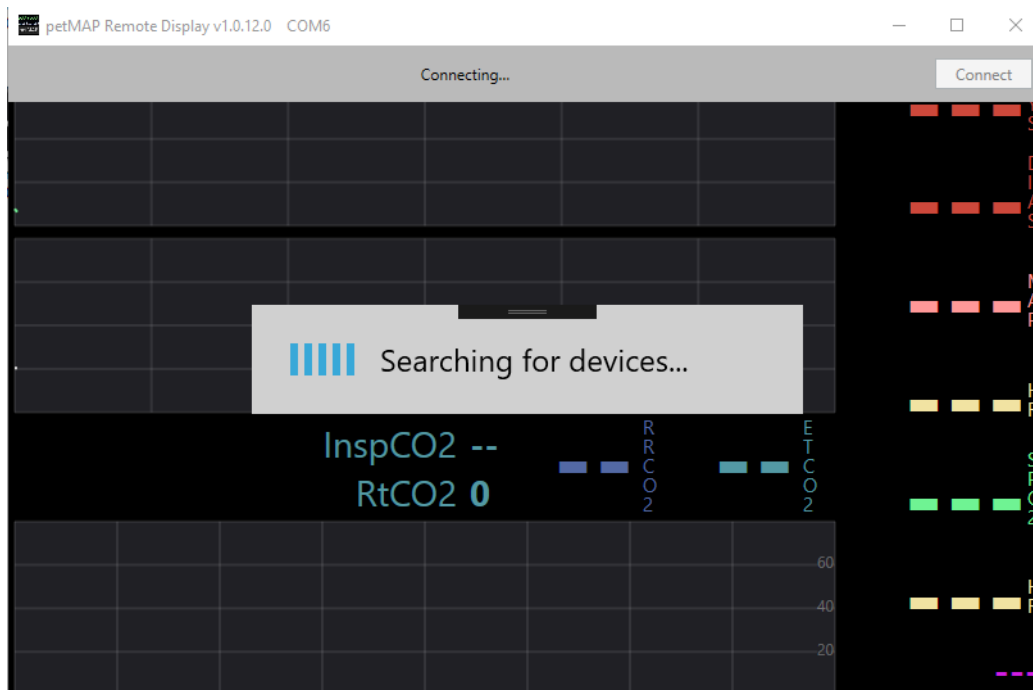 petMAP Remote Display v1.0.12.0 COM6
Connecting...
Connect
Searching for devices...
InspCO2 --
RtCO2 0
-- RRCO2
-- ETCO2
60
40
20